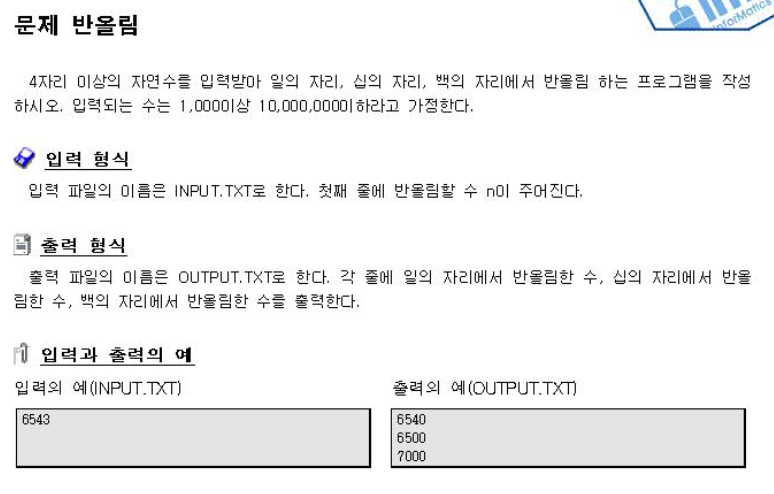 InforMatics
문제 반올림
4자리 이상의 자연수를 입력받아 일의 자리, 십의 자리, 백의 자리에서 반올림 하는 프로그램을 작성
하시오. 입력되는 수는 1,000이상 10,000,000이하라고 가정한다.
입력 형식
입력 파일의 이름은 INPUT.TXT로 한다. 첫째 줄에 반올림할 수 n이 주어진다.
출력 형식
출력 파일의 이름은 OUTPUT.TXT로 한다. 각 줄에 일의 자리에서 반올림한 수, 십의 자리에서 반올
림한 수, 백의 자리에서 반올림한 수를 출력한다.
입력과 출력의 예
입력의 예(INPUT.TXT)
출력의 예(OUTPUT.TXT)
6543
6540
6500
7000